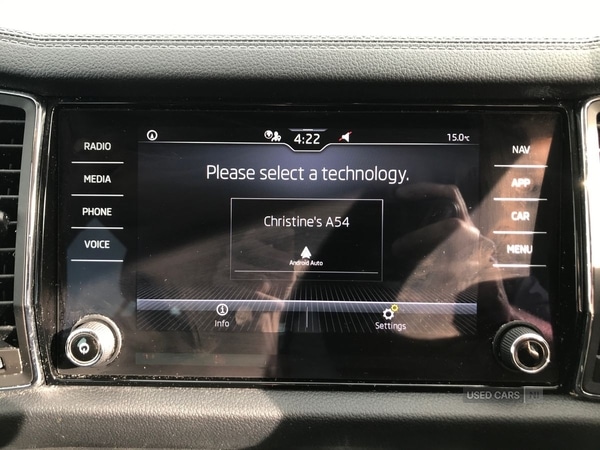 4:22
15.0°C
RADIO
MEDIA
PHONE
VOICE
NAV
APP
CAR
MENU
Please select a technology.
Christine's A54
Android Auto
Info
Settings
USED CARS NI